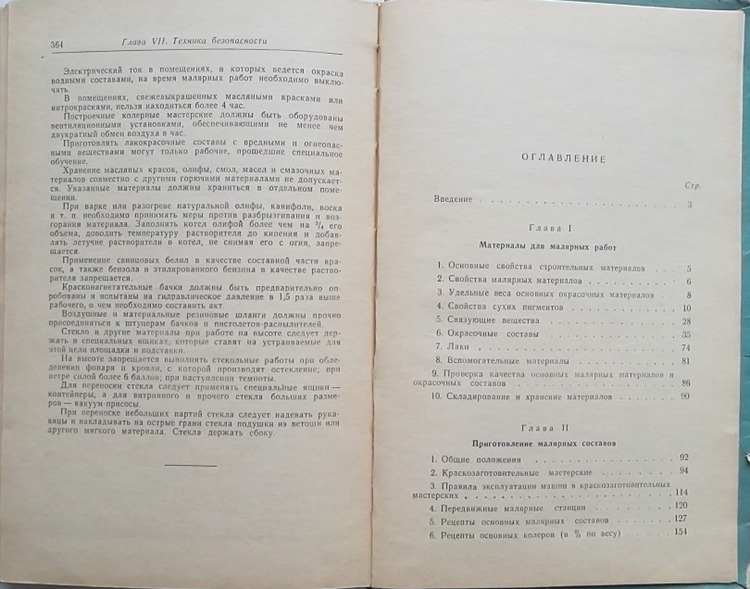 364
Глава VII. Техника безопасности
Электрический ток в помещениях, в которых ведется окраска
водными составами, на время малярных работ необходимо выклю-
чать.
В помещениях, свежевыкрашенных масляными красками или
нитрокрасками, нельзя находиться более 4 час.
Построечные колерные мастерские должны быть оборудованы
вентиляционными установками, обеспечивающими не менее чем
двукратный обмен воздуха в час.
Приготовлять лакокрасочные составы с вредными и огнеопас-
ными веществами могут только рабочие, прошедшие специальное
обучение.
Хранение масляных красок, олифы, смол, масел и смазочных ма-
териалов совместно с другими горючими материалами не допускает-
ся. Указанные материалы должны храниться в отдельном поме-
щении.
При варке или разогреве натуральной олифы, канифоли, воска
и т. п. необходимо принимать меры против разбрызгивания и воз-
горания материала. Заполнять котел олифой более чем на 3/4 его
объема, доводить температуру растворителя до кипения и добав-
лять летучие растворители в котел, не снимая его с огня, запре-
щается.
Применение свинцовых белил в качестве составной части кра-
сок, а также бензола и этилированного бензина в качестве раство-
рителя запрещается.
Красконагнетательные бачки должны быть предварительно оп-
робованы и испытаны на гидравлическое давление в 1,5 раза выше
рабочего, о чем необходимо составить акт.
Воздушные и материальные резиновые шланги должны прочно
присоединяться к штуцерам бачков и пистолетов-распылителей.
Стекло и другие материалы при работе на высоте следует дер-
жать в специальных ящиках, которые ставят на устраиваемые для
этой цели площадки и подставки.
На высоте запрещается выполнять стекольные работы при обле-
денении фонаря и кровли, с которой производят остекление; при
ветре силой более 6 баллов; при наступлении темноты.
Для переноски стекла следует применять специальные ящики —
контейнеры, а для витринного и прочего стекла больших разме-
ров — вакуум-присосы.
При переноске небольших партий стекла следует надевать рука-
вицы и накладывать на острые грани стекла подушки из ветоши или
другого мягкого материала. Стекла держать сбоку.
ОГЛАВЛЕНИЕ
Стр.
Введение . . . . . . . . . . . . . . . . 3
Глава I
Материалы для малярных работ
1. Основные свойства строительных материалов . . . 5
2. Свойства малярных материалов . . . . . . . . 6
3. Удельные веса основных окрасочных материалов . . 8
4. Свойства сухих пигментов . . . . . . . . . 10
5. Связующие вещества . . . . . . . . . . . 28
6. Окрасочные составы . . . . . . . . . . . 35
7. Лаки . . . . . . . . . . . . . . . . 74
8. Вспомогательные материалы . . . . . . . . . 81
9. Проверка качества основных малярных материалов и
окрасочных составов . . . . . . . . . . . . 86
10. Складирование и хранение материалов . . . . . 90
Глава II
Приготовление малярных составов
1. Общие положения . . . . . . . . . . . . 92
2. Краскозаготовительные мастерские . . . . . . . 94
3. Правила эксплуатации машин в краскозаготовительных
мастерских . . . . . . . . . . . . . . . 114
4. Передвижные малярные станции . . . . . . . 120
5. Рецепты основных малярных составов . . . . . 127
6. Рецепты основных колеров (в % по весу) . . . . 154